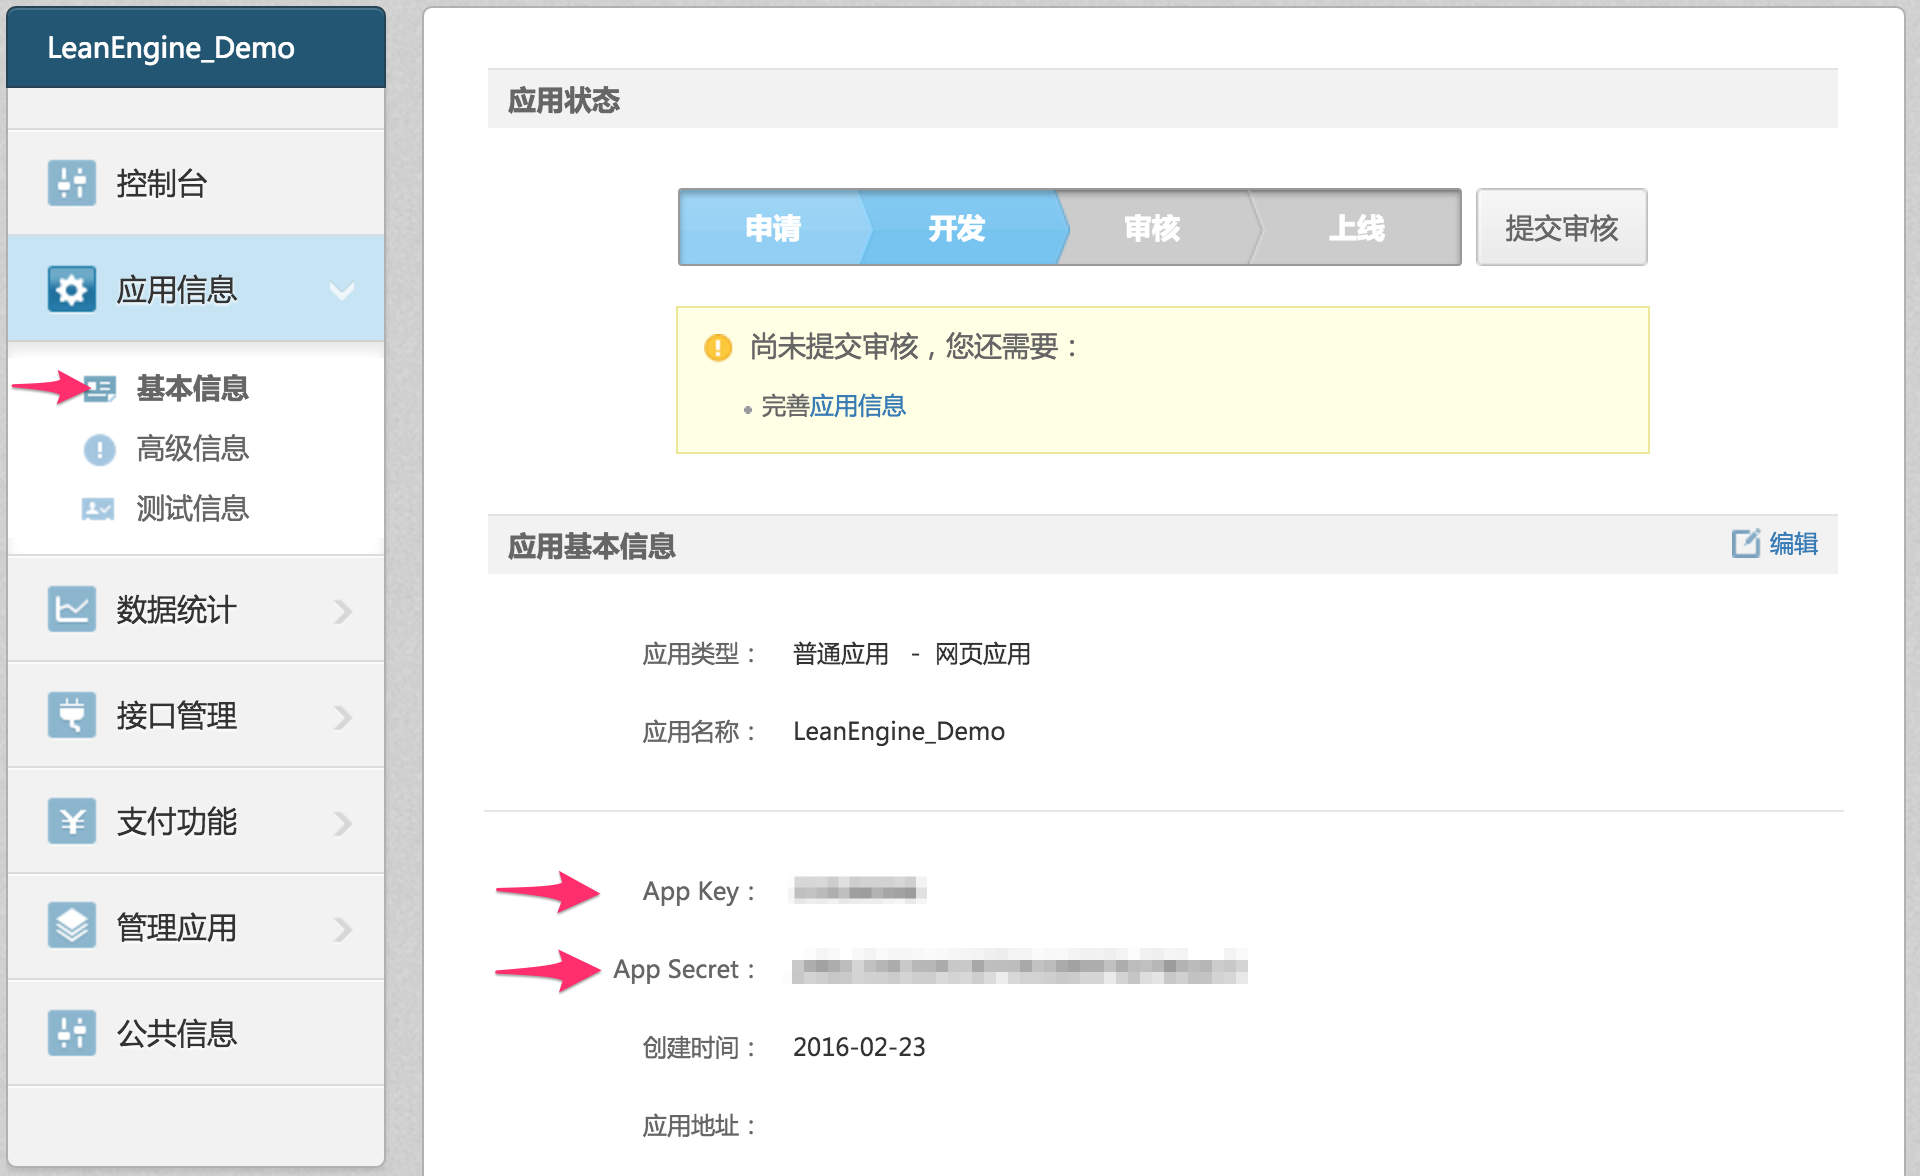 LeanEngine_Demo
控制台
应用信息
基本信息
高级信息
测试信息
数据统计
接口管理
支付功能
管理应用
公共信息
应用状态
申请
开发
审核
上线
提交审核
尚未提交审核，您还需要：
完善应用信息
应用基本信息
编辑
应用类型： 普通应用 - 网页应用
应用名称： LeanEngine_Demo
App Key：
App Secret：
创建时间： 2016-02-23
应用地址：